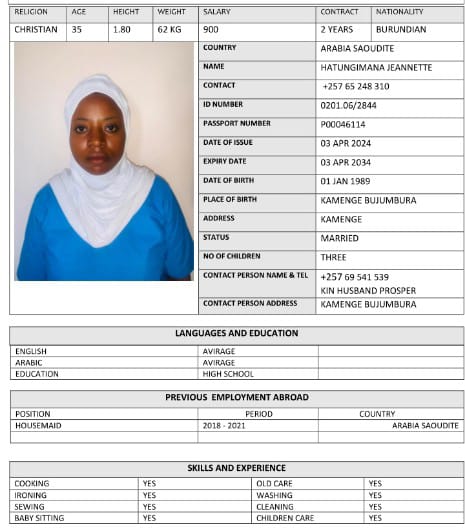 RELIGION AGE HEIGHT WEIGHT SALARY CONTRACT NATIONALITY
CHRISTIAN 35 1.80 62 KG 900 2 YEARS BURUNDIAN
COUNTRY ARABIA SAOUDITE
NAME HATUNGIMANA JEANNETTE
CONTACT +257 65 248 310
ID NUMBER 0201.06/2844
PASSPORT NUMBER P00046114
DATE OF ISSUE 03 APR 2024
EXPIRY DATE 03 APR 2034
DATE OF BIRTH 01 JAN 1989
PLACE OF BIRTH KAMENGE BUJUMBURA
ADDRESS KAMENGE
STATUS MARRIED
NO OF CHILDREN THREE
CONTACT PERSON NAME & TEL +257 69 541 539
KIN HUSBAND PROSPER
CONTACT PERSON ADDRESS KAMENGE BUJUMBURA
LANGUAGES AND EDUCATION
ENGLISH AVIRAGE
ARABIC AVIRAGE
EDUCATION HIGH SCHOOL
PREVIOUS EMPLOYMENT ABROAD
POSITION PERIOD COUNTRY
HOUSEMAID 2018 - 2021 ARABIA SAOUDITE
SKILLS AND EXPERIENCE
COOKING YES OLD CARE YES
IRONING YES WASHING YES
SEWING YES CLEANING YES
BABY SITTING YES CHILDREN CARE YES